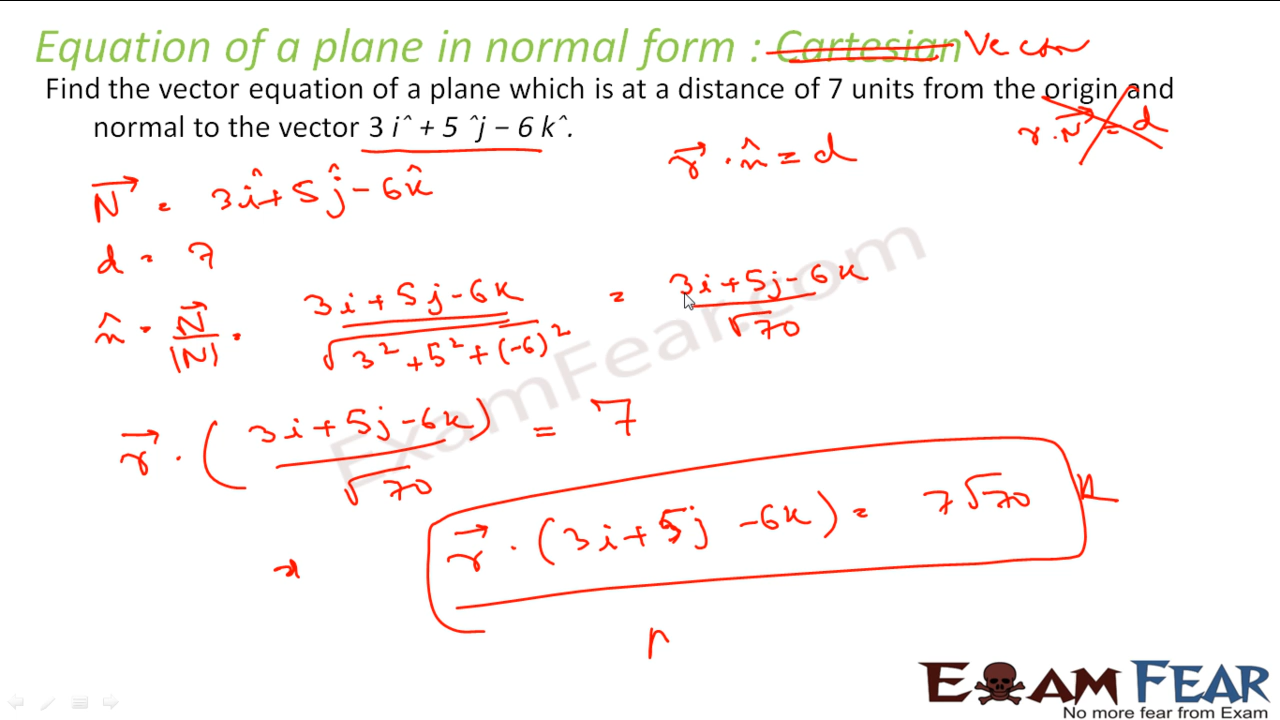 Equation of a plane in normal form : Cartesian Vector
Find the vector equation of a plane which is at a distance of 7 units from the origin and
normal to the vector 3 i^ + 5 ^j – 6 k^.
r⃗ . N⃗ = d
r⃗ . n̂ = d
N⃗ = 3î + 5ĵ - 6k̂
d = 7
n̂ = N⃗/|N| = (3i + 5j - 6k)/√(3² + 5² + (-6)²) = (3i + 5j - 6k)/√70
r⃗ . ((3i + 5j - 6k)/√70) = 7
r⃗ . (3i + 5j - 6k) = 7√70
ExamFear.com
EXAM FEAR
No more fear from Exam